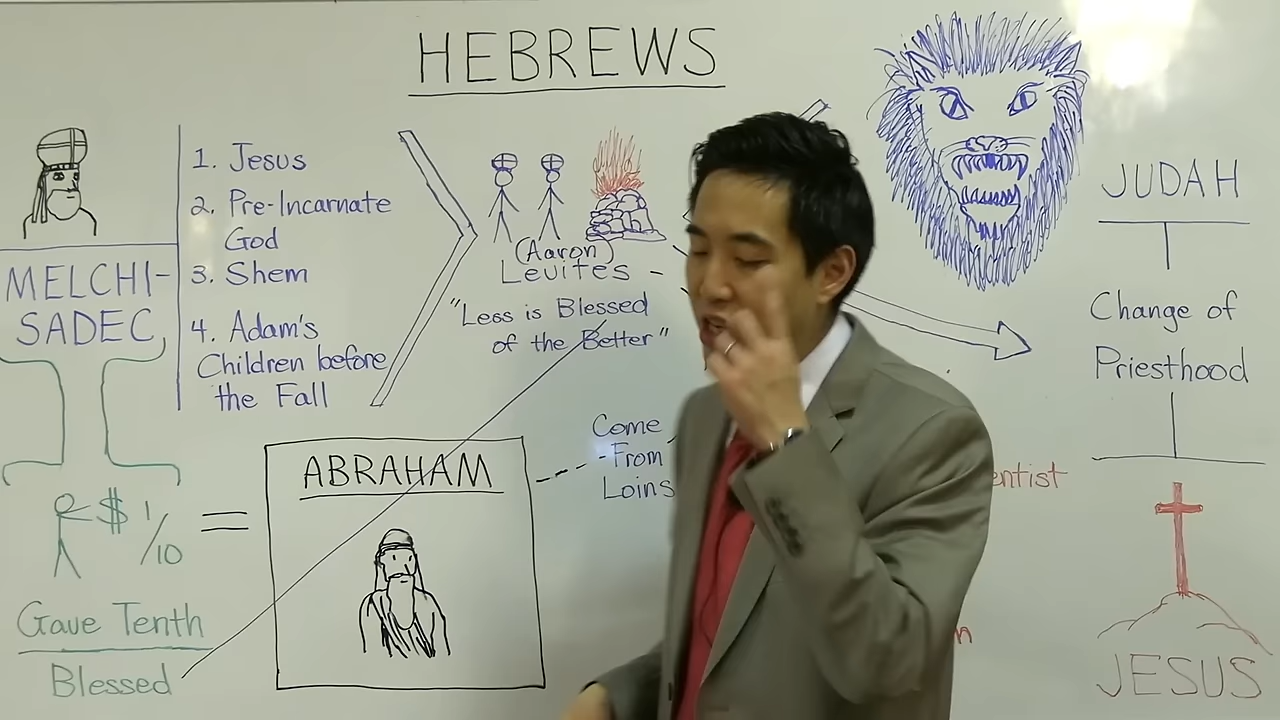 HEBREWS
MELCHI-
SADEC
1. Jesus
2. Pre-Incarnate
God
3. Shem
4. Adam's
Children before
the Fall
$ 1/10
=
Gave Tenth
Blessed
ABRAHAM
(Aaron)
Levites -
"Less is Blessed
of the Better"
Come
From
Loins
JUDAH
Change of
Priesthood
JESUS